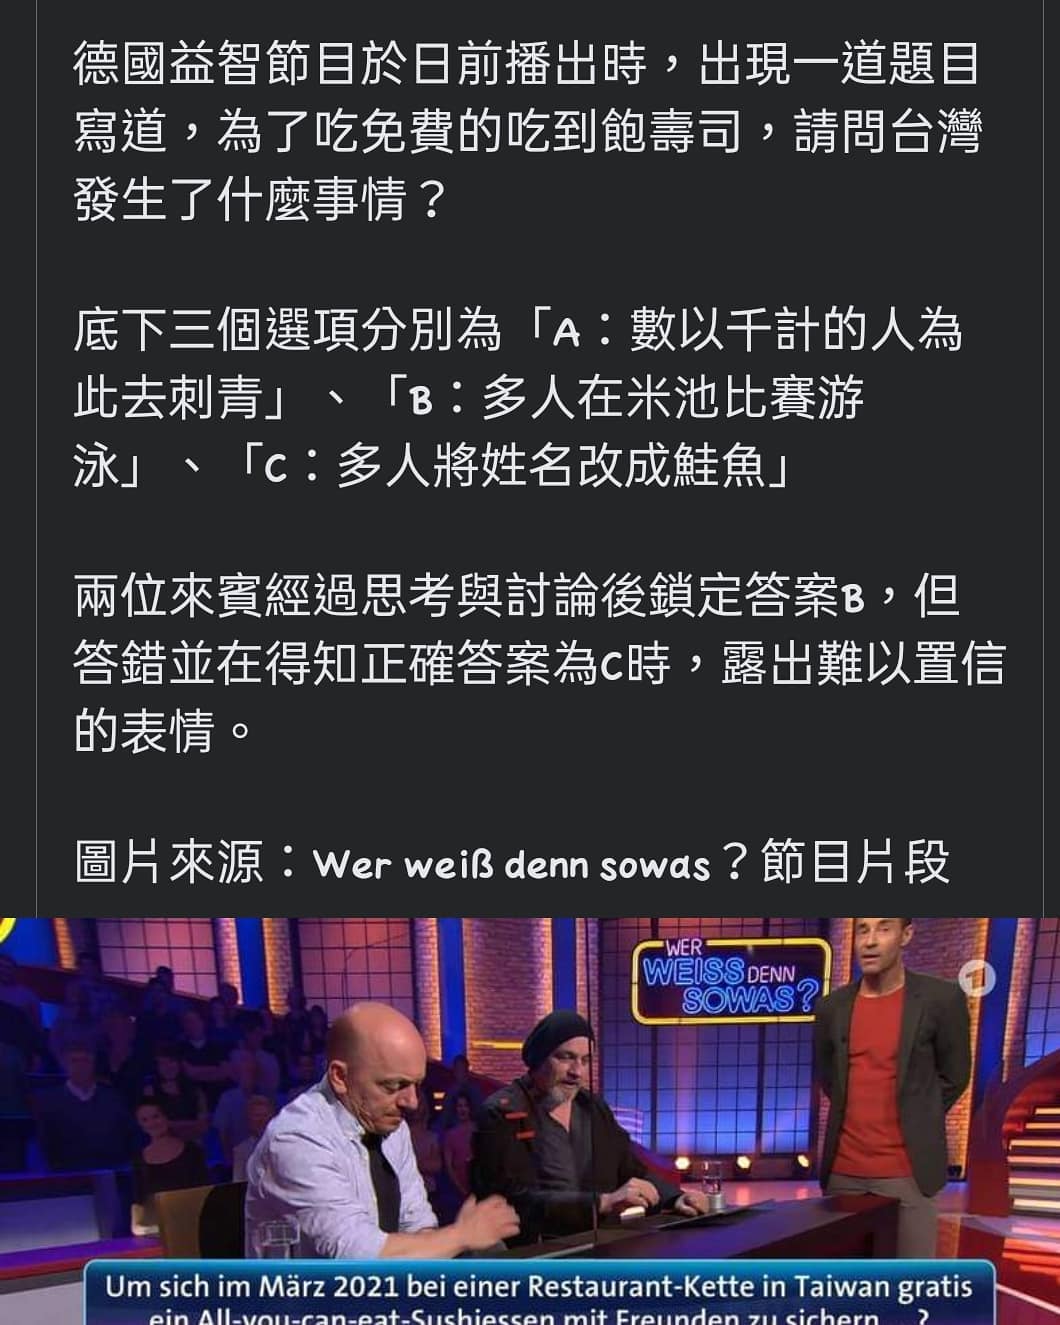 德國益智節目於日前播出時，出現一道題目
寫道，為了吃免費的吃到飽壽司，請問台灣
發生了什麼事情？
底下三個選項分別為「A：數以千計的人為
此去刺青」、「B：多人在米池比賽游
泳」、「C：多人將姓名改成鮭魚」
兩位來賓經過思考與討論後鎖定答案B，但
答錯並在得知正確答案為C時，露出難以置信
的表情。
圖片來源：Wer weiß denn sowas？節目片段
WER
WEISS DENN
SOWAS?
1
Um sich im März 2021 bei einer Restaurant-Kette in Taiwan gratis
ein All-you-can-eat-Sushiessen mit Freunden zu sichern, ...?